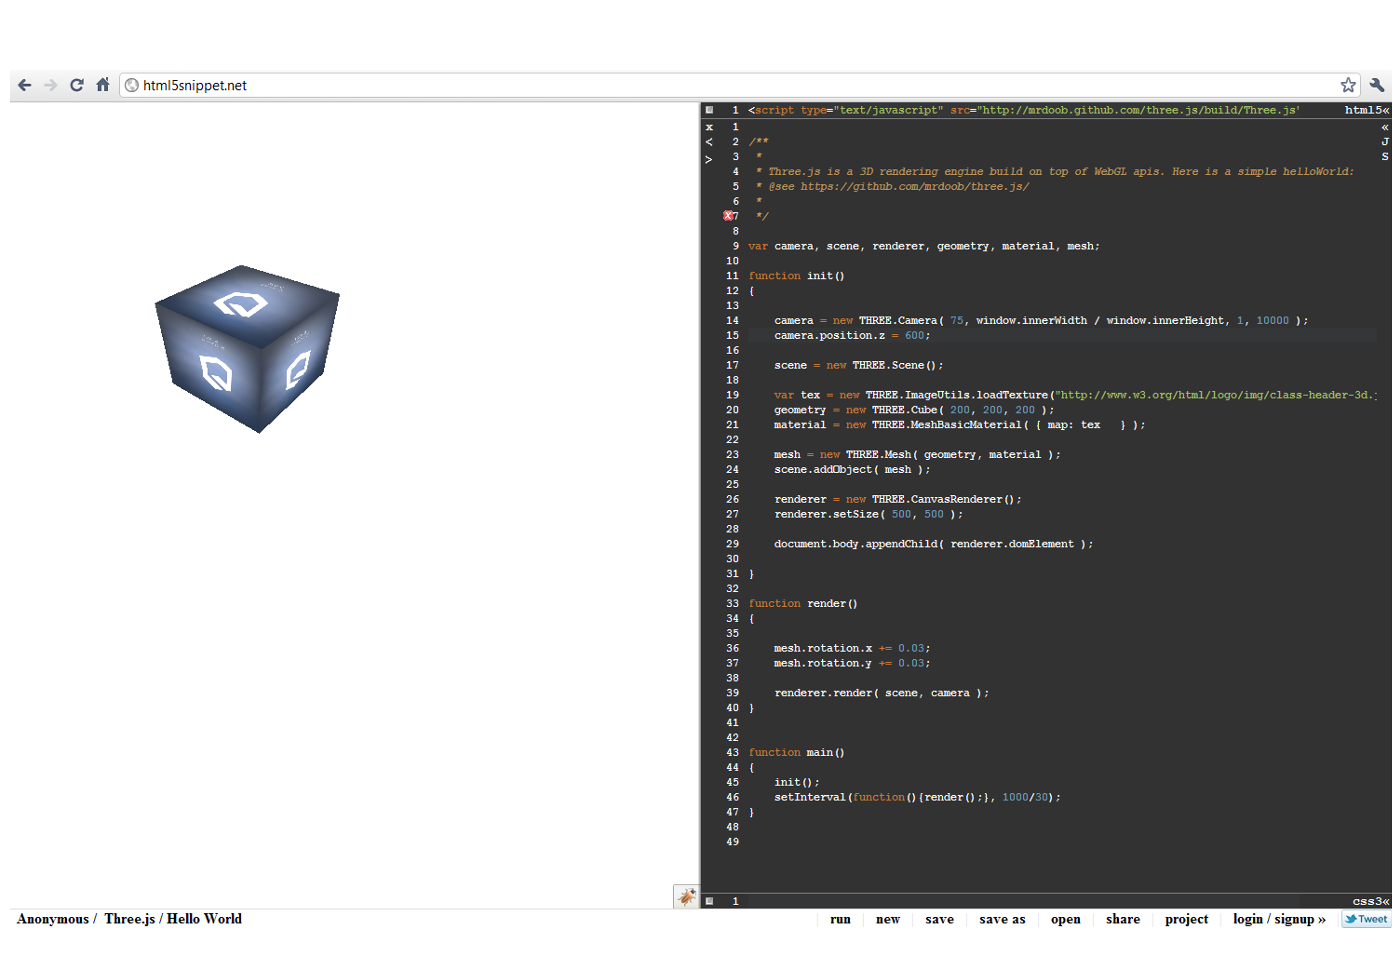 html5snippet.net
1 <script type="text/javascript" src="http://mrdoob.github.com/three.js/build/Three.js" html5«
x 1 «
< 2 /** J
> 3 * S
4 * Three.js is a 3D rendering engine build on top of WebGL apis. Here is a simple helloWorld:
5 * @see https://github.com/mrdoob/three.js/
6 *
7 */
8
9 var camera, scene, renderer, geometry, material, mesh;
10
11 function init()
12 {
13
14 camera = new THREE.Camera( 75, window.innerWidth / window.innerHeight, 1, 10000 );
15 camera.position.z = 600;
16
17 scene = new THREE.Scene();
18
19 var tex = new THREE.ImageUtils.loadTexture("http://www.w3.org/html/logo/img/class-header-3d.j
20 geometry = new THREE.Cube( 200, 200, 200 );
21 material = new THREE.MeshBasicMaterial( { map: tex } );
22
23 mesh = new THREE.Mesh( geometry, material );
24 scene.addObject( mesh );
25
26 renderer = new THREE.CanvasRenderer();
27 renderer.setSize( 500, 500 );
28
29 document.body.appendChild( renderer.domElement );
30
31 }
32
33 function render()
34 {
35
36 mesh.rotation.x += 0.03;
37 mesh.rotation.y += 0.03;
38
39 renderer.render( scene, camera );
40 }
41
42
43 function main()
44 {
45 init();
46 setInterval(function(){render();}, 1000/30);
47 }
48
49
1 css3«
Anonymous / Three.js / Hello World run new save save as open share project login / signup » Tweet